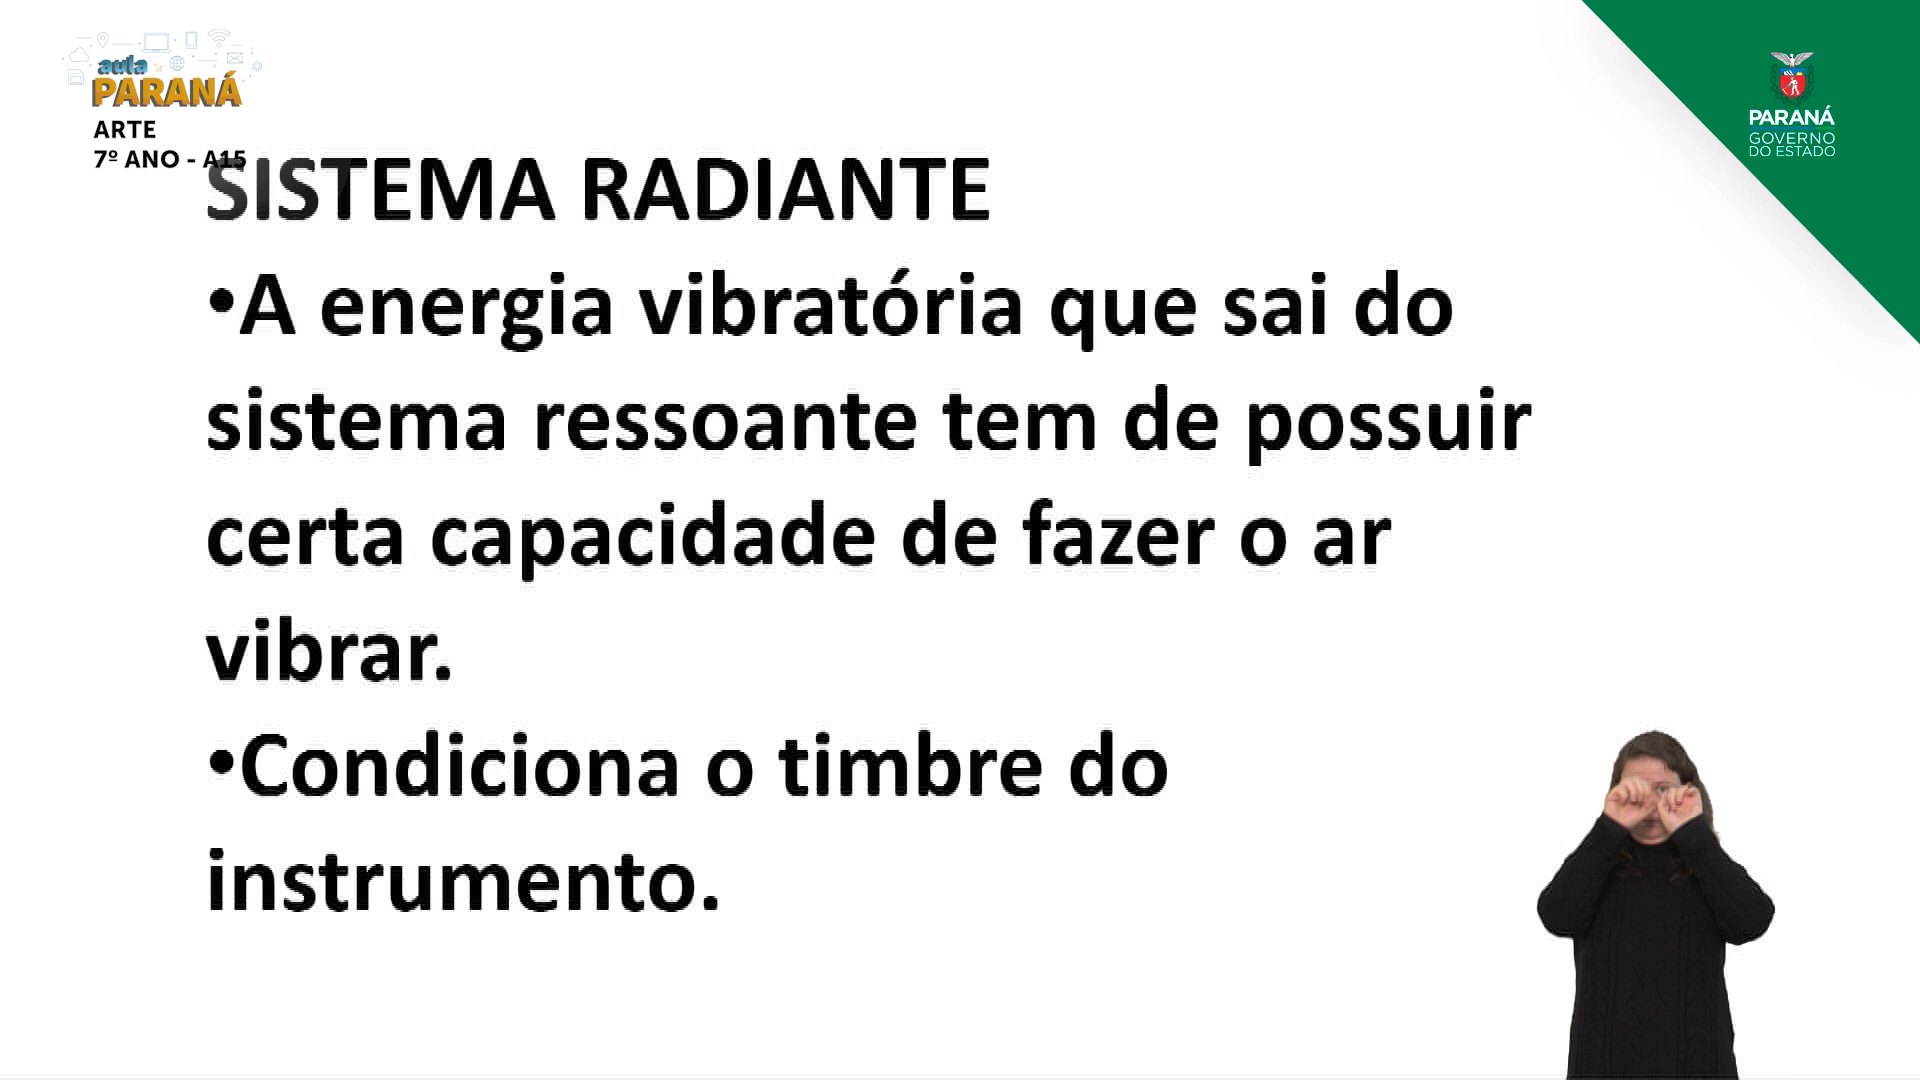 aula
PARANÁ
ARTE
7º ANO - A15
PARANÁ
GOVERNO
DO ESTADO
SISTEMA RADIANTE
•A energia vibratória que sai do
sistema ressoante tem de possuir
certa capacidade de fazer o ar
vibrar.
•Condiciona o timbre do
instrumento.